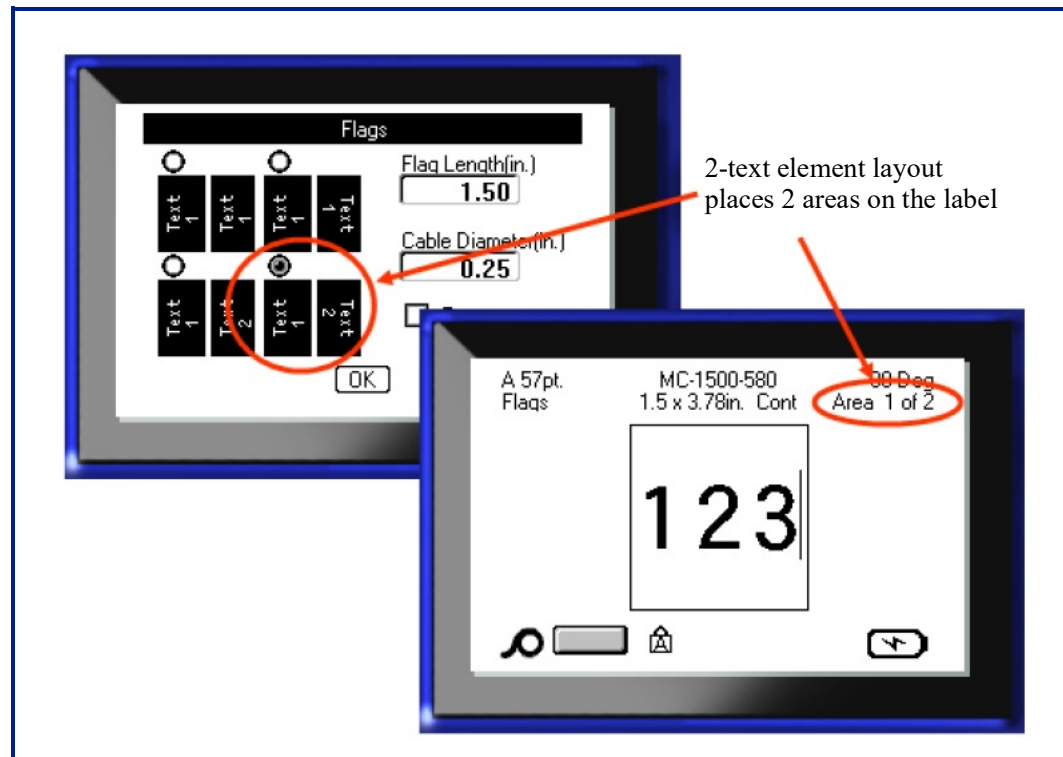 Flags
Flag Length(in.)
1.50
Text 1 Text 1 Text 1 Text 1
Cable Diameter(in.)
0.25
Text 1 Text 2 Text 1 Text 2
OK
2-text element layout
places 2 areas on the label
A 57pt. MC-1500-580 Deg
Flags 1.5 x 3.78in. Cont Area 1 of 2
123
A